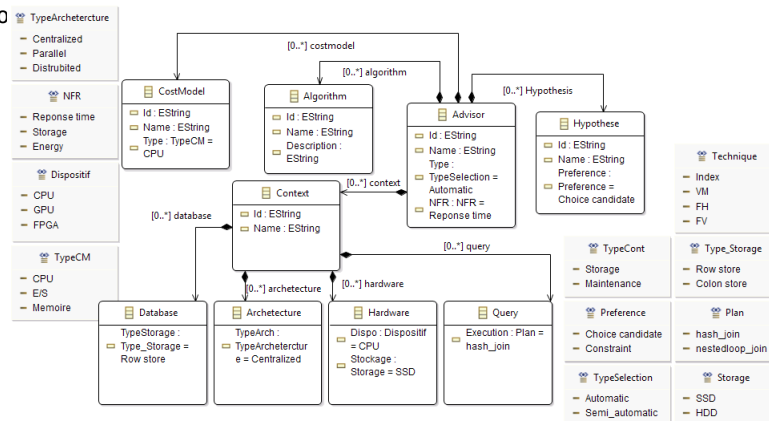 TypeArchetercture
Centralized
Parallel
Distrubited
NFR
Reponse time
Storage
Energy
Dispositif
CPU
GPU
FPGA
TypeCM
CPU
E/S
Memoire
[0..*] costmodel
[0..*] algorithm
[0..*] Hypothesis
CostModel
Id : EString
Name : EString
Type : TypeCM =
CPU
Algorithm
Id : EString
Name : EString
Description :
EString
Advisor
Id : EString
Name : EString
Type :
TypeSelection =
Automatic
NFR : NFR =
Reponse time
Hypothese
Id : EString
Name : EString
Preference :
Preference =
Choice candidate
[0..*] context
Context
Id : EString
Name : EString
[0..*] database
[0..*] archetecture
[0..*] hardware
[0..*] query
Database
TypeStorage :
Type_Storage =
Row store
Archetecture
TypeArch :
TypeArcheterctur
e = Centralized
Hardware
Dispo : Dispositif
= CPU
Stockage :
Storage = SSD
Query
Execution : Plan =
hash_join
Technique
Index
VM
FH
FV
TypeCont
Storage
Maintenance
Type_Storage
Row store
Colon store
Preference
Choice candidate
Constraint
Plan
hash_join
nestedloop_join
TypeSelection
Automatic
Semi_automatic
Storage
SSD
HDD